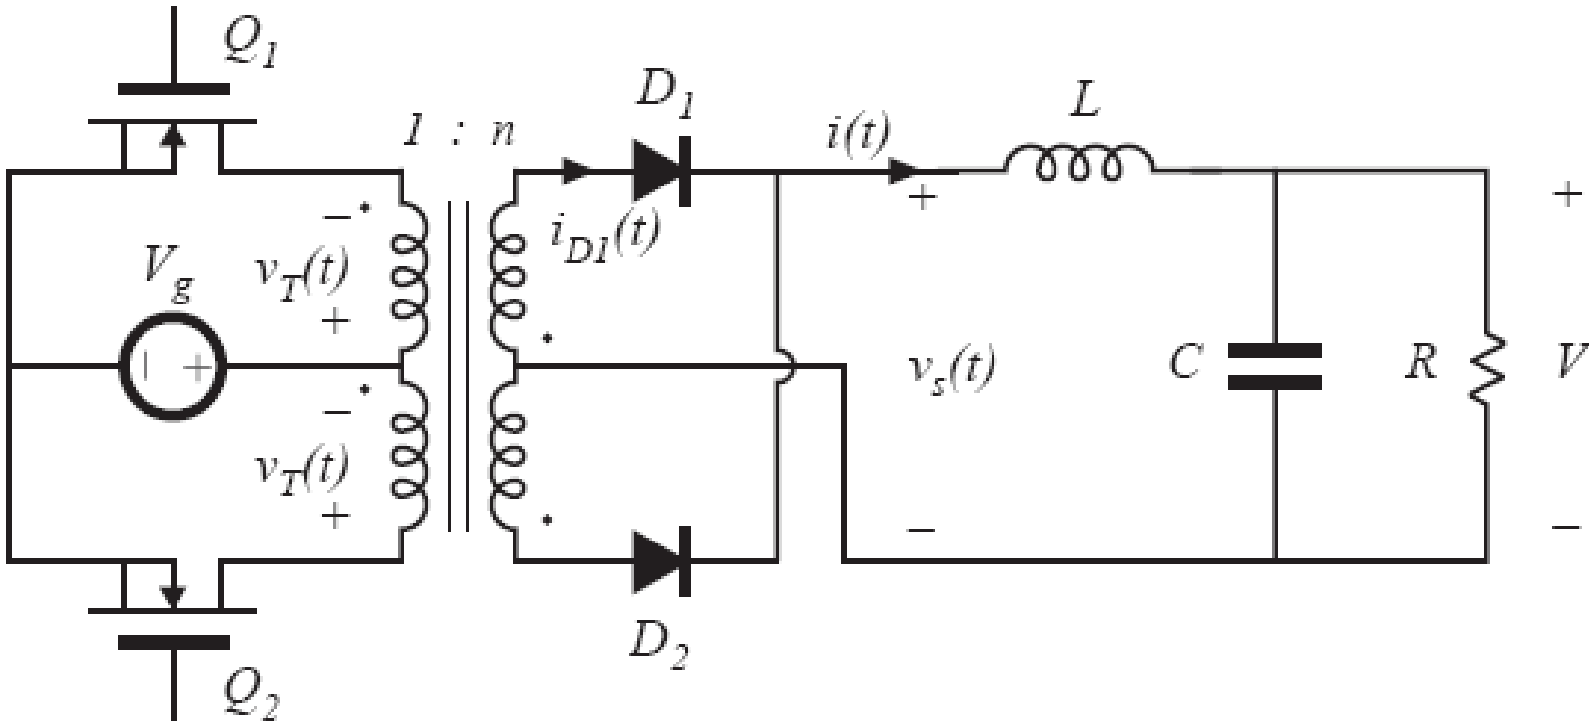 Q1
D1
L
1 : n
i(t)
+
+
−
iD1(t)
Vg
vT(t)
+
− +
vs(t)
C
R
V
−
vT(t)
+
−
−
D2
Q2